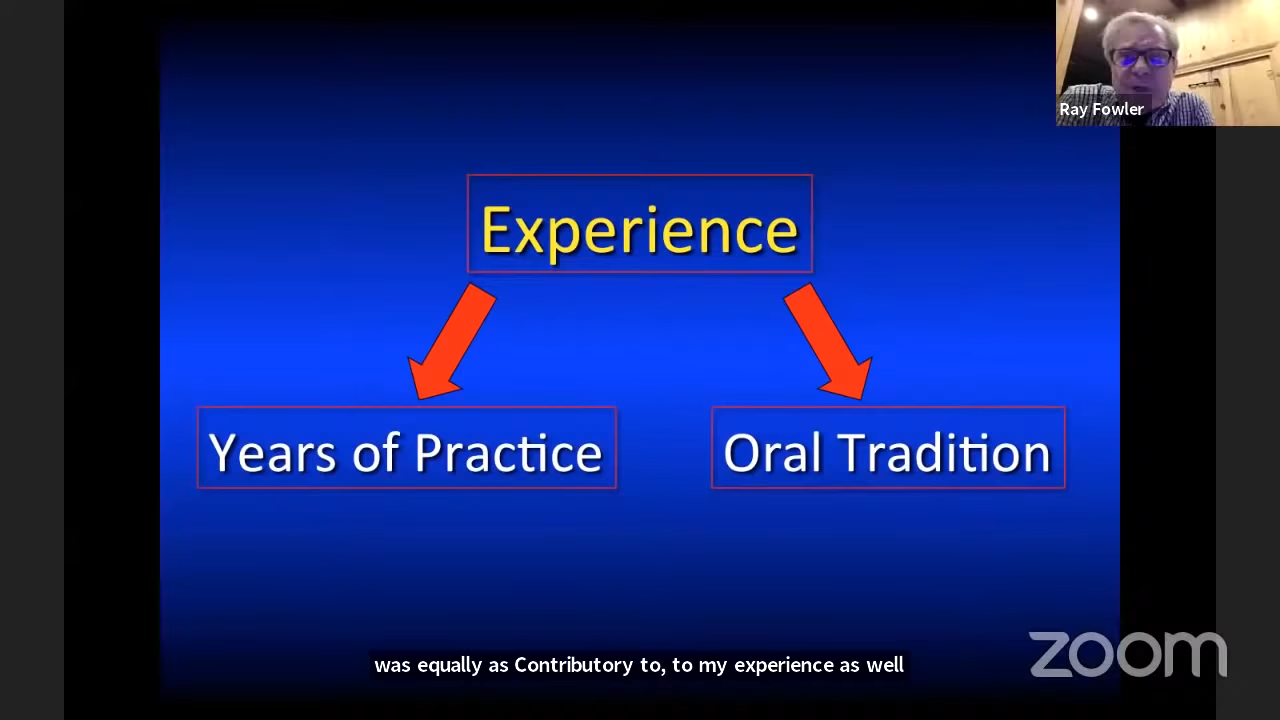 Ray Fowler
Experience
Years of Practice
Oral Tradition
was equally as Contributory to, to my experience as well
zoom